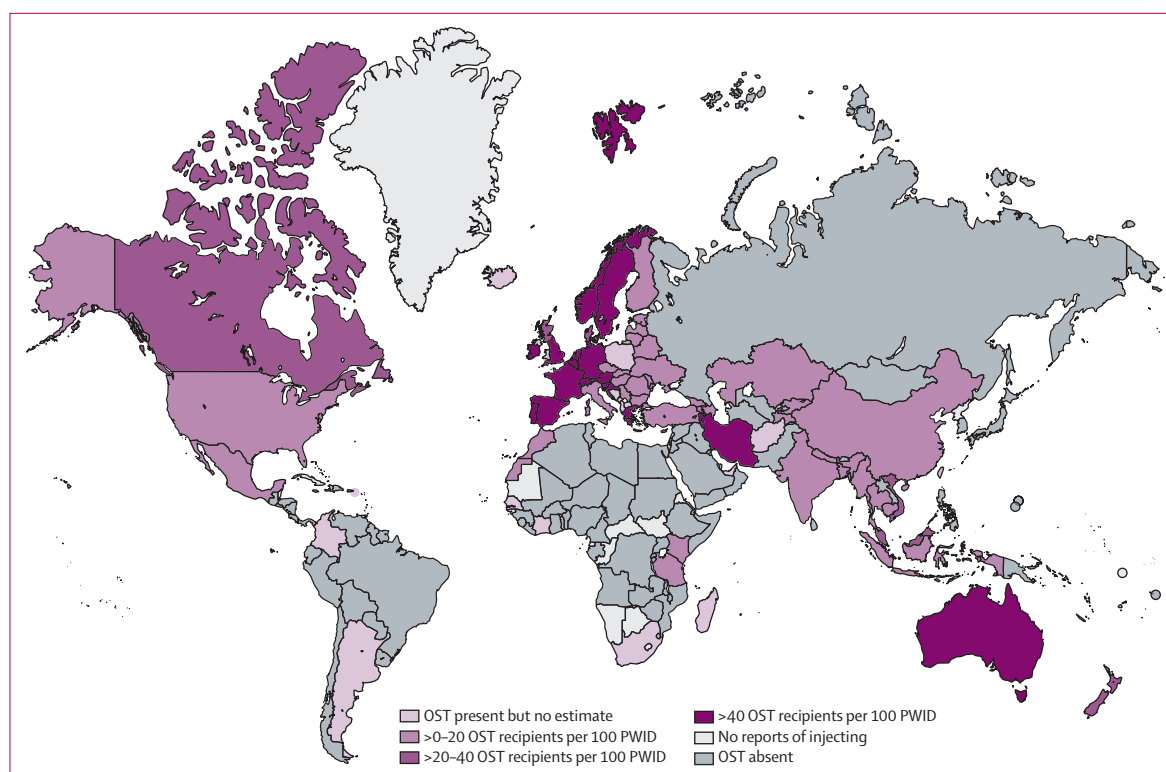 OST present but no estimate
>0–20 OST recipients per 100 PWID
>20–40 OST recipients per 100 PWID
>40 OST recipients per 100 PWID
No reports of injecting
OST absent